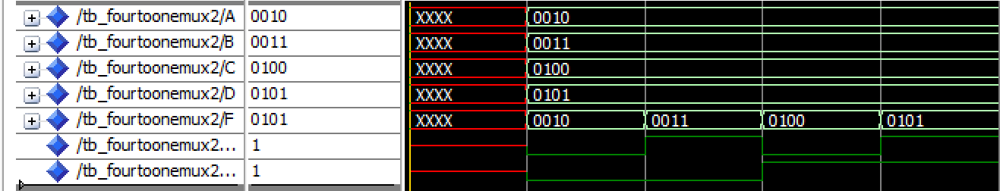 /tb_fourtoonemux2/A 0010 XXXX 0010
/tb_fourtoonemux2/B 0011 XXXX 0011
/tb_fourtoonemux2/C 0100 XXXX 0100
/tb_fourtoonemux2/D 0101 XXXX 0101
/tb_fourtoonemux2/F 0101 XXXX 0010 0011 0100 0101
/tb_fourtoonemux2... 1
/tb_fourtoonemux2... 1